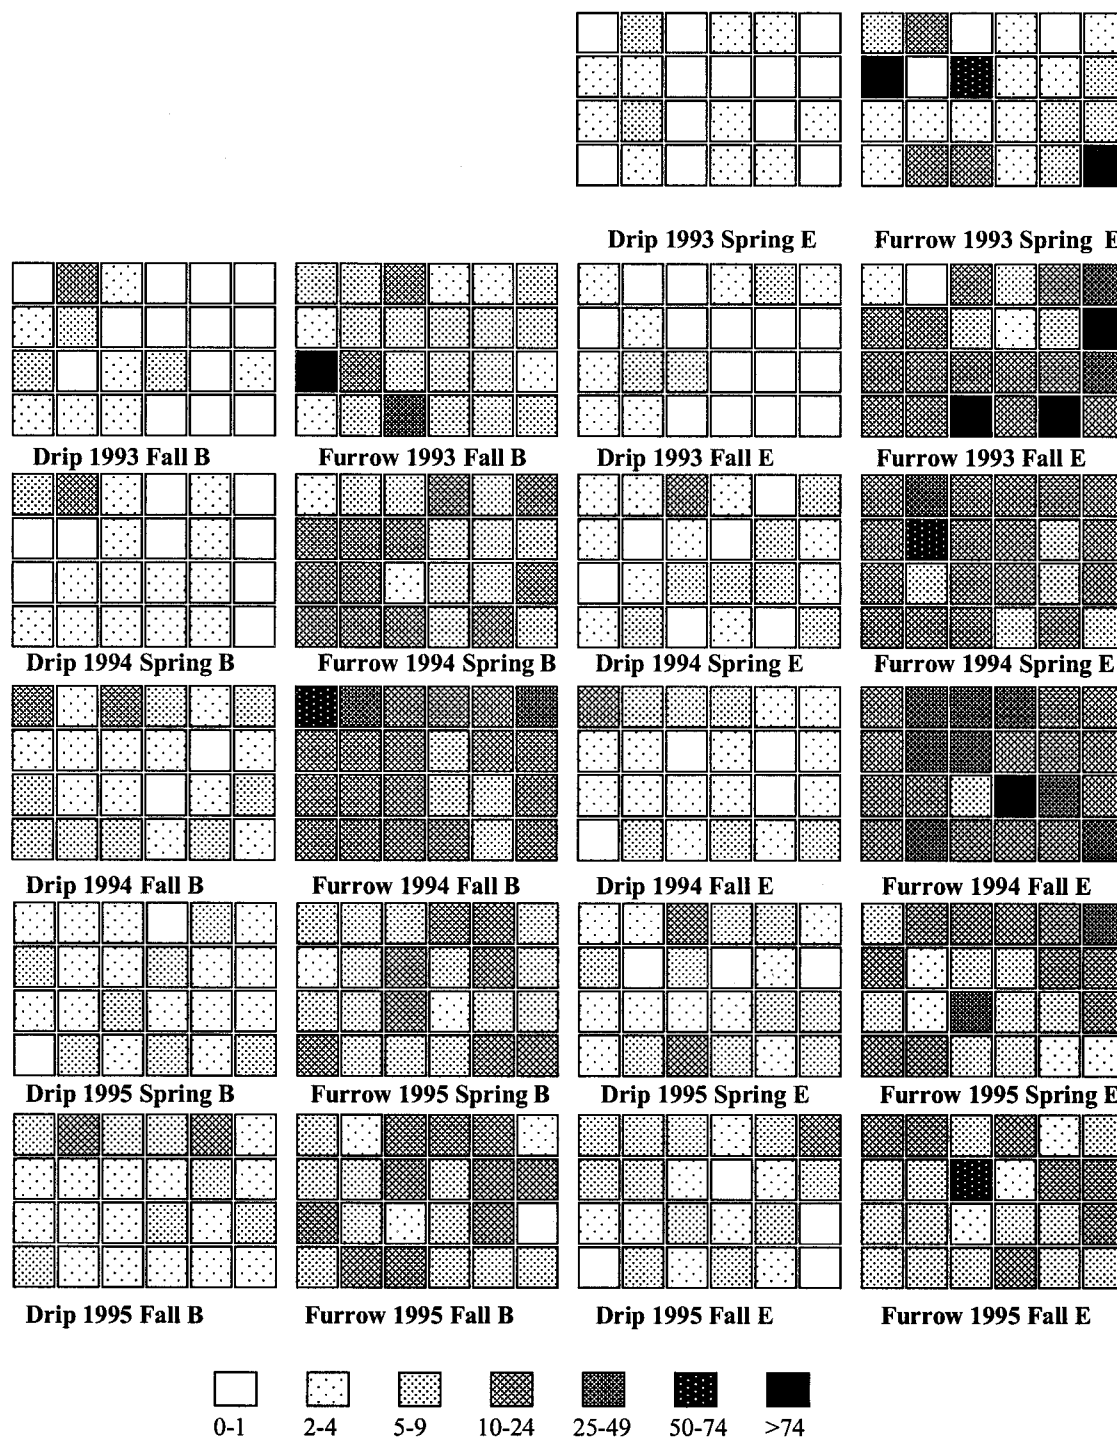 Drip 1993 Spring E Furrow 1993 Spring E
Drip 1993 Fall B Furrow 1993 Fall B Drip 1993 Fall E Furrow 1993 Fall E
Drip 1994 Spring B Furrow 1994 Spring B Drip 1994 Spring E Furrow 1994 Spring E
Drip 1994 Fall B Furrow 1994 Fall B Drip 1994 Fall E Furrow 1994 Fall E
Drip 1995 Spring B Furrow 1995 Spring B Drip 1995 Spring E Furrow 1995 Spring E
Drip 1995 Fall B Furrow 1995 Fall B Drip 1995 Fall E Furrow 1995 Fall E
0-1 2-4 5-9 10-24 25-49 50-74 >74